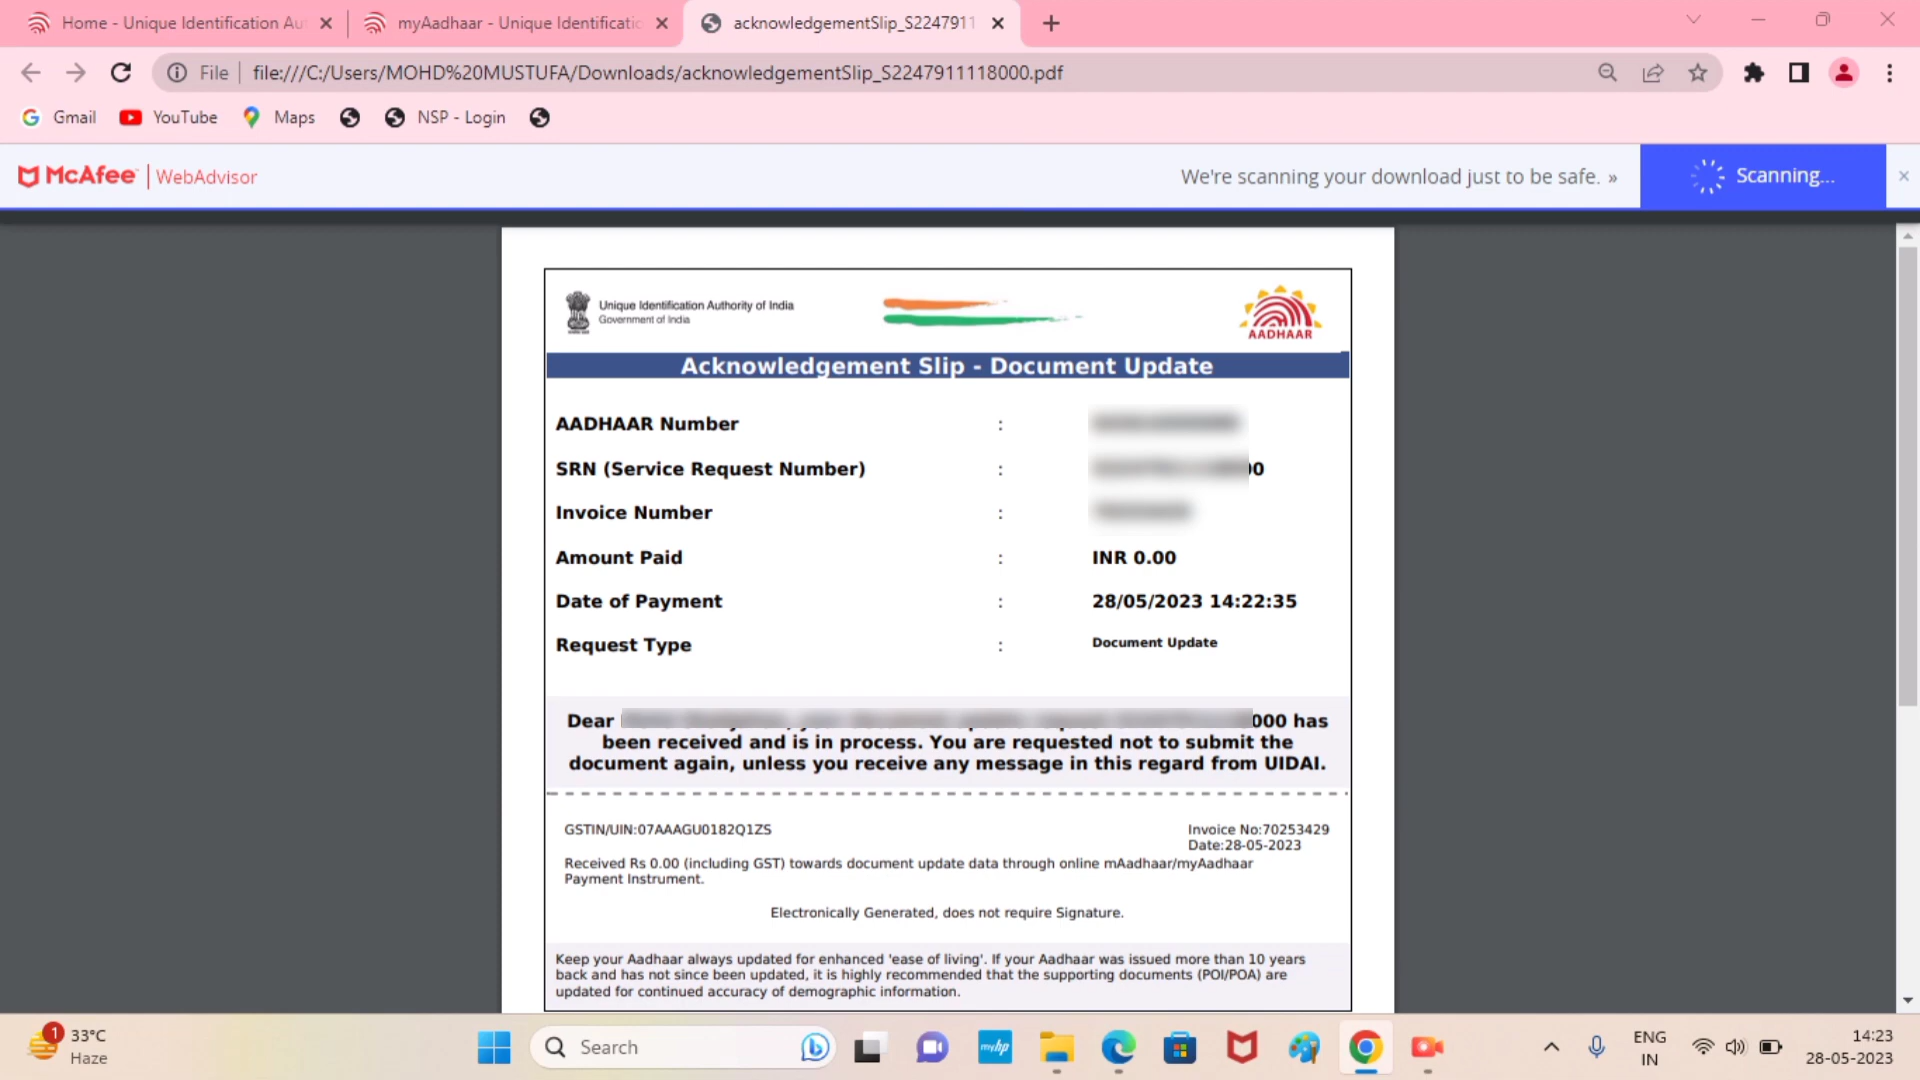 Home - Unique Identification Au
myAadhaar - Unique Identificatio
acknowledgementSlip_S2247911
File
file:///C:/Users/MOHD%20MUSTUFA/Downloads/acknowledgementSlip_S2247911118000.pdf
Gmail
YouTube
Maps
NSP - Login
McAfee | WebAdvisor
We're scanning your download just to be safe. »
Scanning...
Unique Identification Authority of India
Government of India
AADHAAR
Acknowledgement Slip - Document Update
AADHAAR Number :
SRN (Service Request Number) :
Invoice Number :
Amount Paid : INR 0.00
Date of Payment : 28/05/2023 14:22:35
Request Type : Document Update
Dear 000 has
been received and is in process. You are requested not to submit the
document again, unless you receive any message in this regard from UIDAI.
GSTIN/UIN:07AAAGU0182Q1ZS
Invoice No:70253429
Date:28-05-2023
Received Rs 0.00 (including GST) towards document update data through online mAadhaar/myAadhaar
Payment Instrument.
Electronically Generated, does not require Signature.
Keep your Aadhaar always updated for enhanced 'ease of living'. If your Aadhaar was issued more than 10 years
back and has not since been updated, it is highly recommended that the supporting documents (POI/POA) are
updated for continued accuracy of demographic information.
1
33°C
Haze
Search
myhp
ENG
IN
14:23
28-05-2023